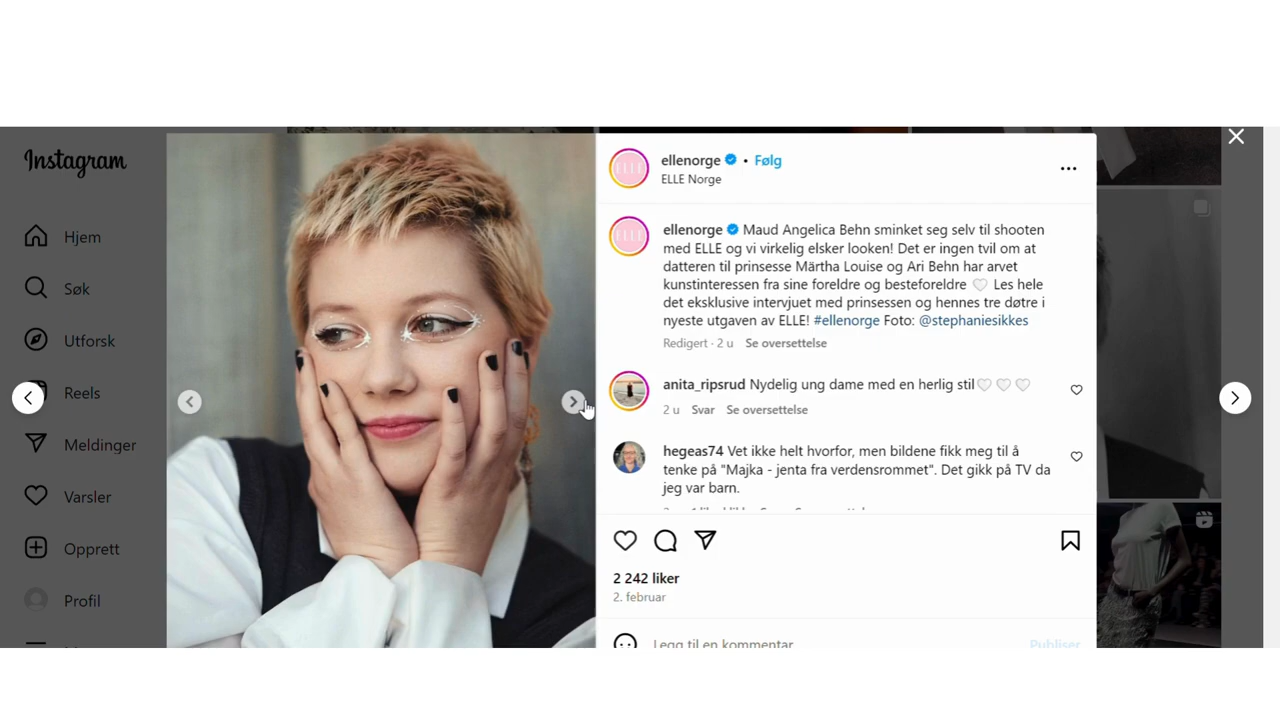 Instagram
Hjem
Søk
Utforsk
Reels
Meldinger
Varsler
Opprett
Profil
ELLE
ellenorge • Følg
ELLE Norge
ELLE
ellenorge Maud Angelica Behn sminket seg selv til shooten
med ELLE og vi virkelig elsker looken! Det er ingen tvil om at
datteren til prinsesse Märtha Louise og Ari Behn har arvet
kunstinteressen fra sine foreldre og besteforeldre 🤍 Les hele
det eksklusive intervjuet med prinsessen og hennes tre døtre i
nyeste utgaven av ELLE! #ellenorge Foto: @stephaniesikkes
Redigert · 2 u Se oversettelse
anita_ripsrud Nydelig ung dame med en herlig stil🤍🤍🤍
2 u Svar Se oversettelse
hegeas74 Vet ikke helt hvorfor, men bildene fikk meg til å
tenke på "Majka - jenta fra verdensrommet". Det gikk på TV da
jeg var barn.
2 242 liker
2. februar
Legg til en kommentar
Publiser